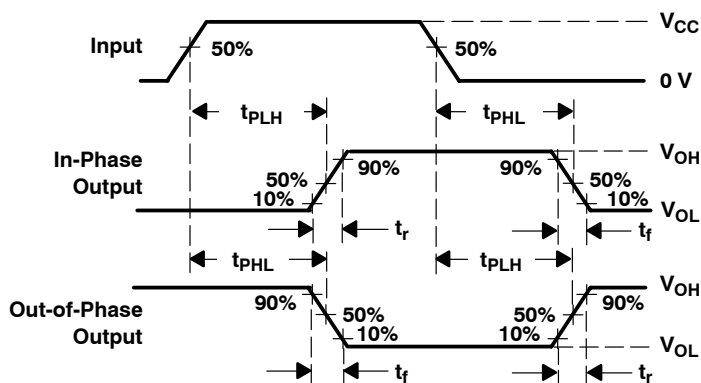 V_CC
Input
50%
50%
0 V
t_PLH
t_PHL
In-Phase
Output
V_OH
90%
90%
50%
50%
10%
10%
V_OL
t_r
t_f
t_PHL
t_PLH
Out-of-Phase
Output
V_OH
90%
90%
50%
50%
10%
10%
V_OL
t_f
t_r